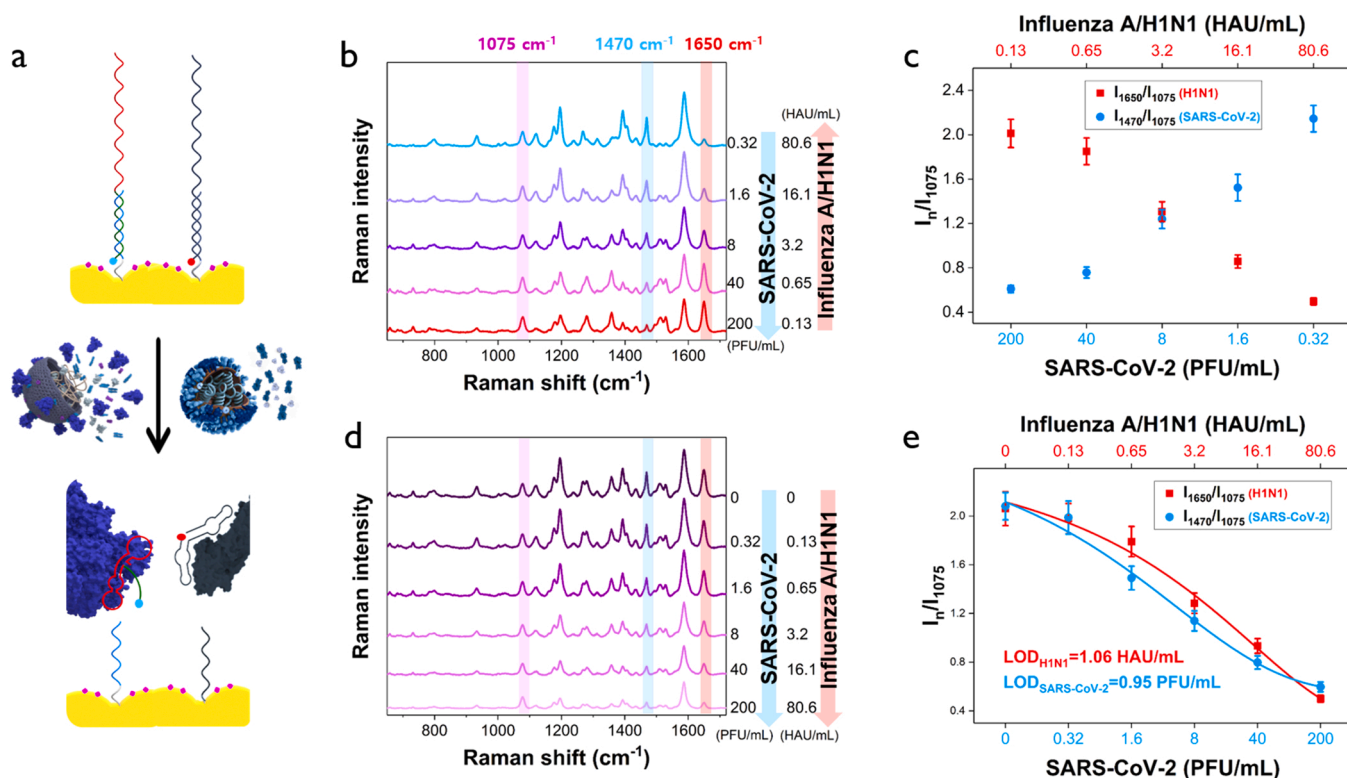 a
b
1075 cm⁻¹ 1470 cm⁻¹ 1650 cm⁻¹
Raman intensity
(HAU/mL)
0.32 80.6
1.6 16.1
8 3.2
40 0.65
200 0.13
(PFU/mL)
SARS-CoV-2
Influenza A/H1N1
800 1000 1200 1400 1600
Raman shift (cm⁻¹)
c
Influenza A/H1N1 (HAU/mL)
0.13 0.65 3.2 16.1 80.6
I₁₆₅₀/I₁₀₇₅ (H1N1)
I₁₄₇₀/I₁₀₇₅ (SARS-CoV-2)
Iₙ/I₁₀₇₅
2.4
2.0
1.6
1.2
0.8
0.4
200 40 8 1.6 0.32
SARS-CoV-2 (PFU/mL)
d
Raman intensity
0 0
0.32 0.13
1.6 0.65
8 3.2
40 16.1
200 80.6
(PFU/mL) (HAU/mL)
SARS-CoV-2
Influenza A/H1N1
800 1000 1200 1400 1600
Raman shift (cm⁻¹)
e
Influenza A/H1N1 (HAU/mL)
0 0.13 0.65 3.2 16.1 80.6
I₁₆₅₀/I₁₀₇₅ (H1N1)
I₁₄₇₀/I₁₀₇₅ (SARS-CoV-2)
Iₙ/I₁₀₇₅
2.0
1.6
1.2
0.8
0.4
LOD_H1N1=1.06 HAU/mL
LOD_SARS-CoV-2=0.95 PFU/mL
0 0.32 1.6 8 40 200
SARS-CoV-2 (PFU/mL)